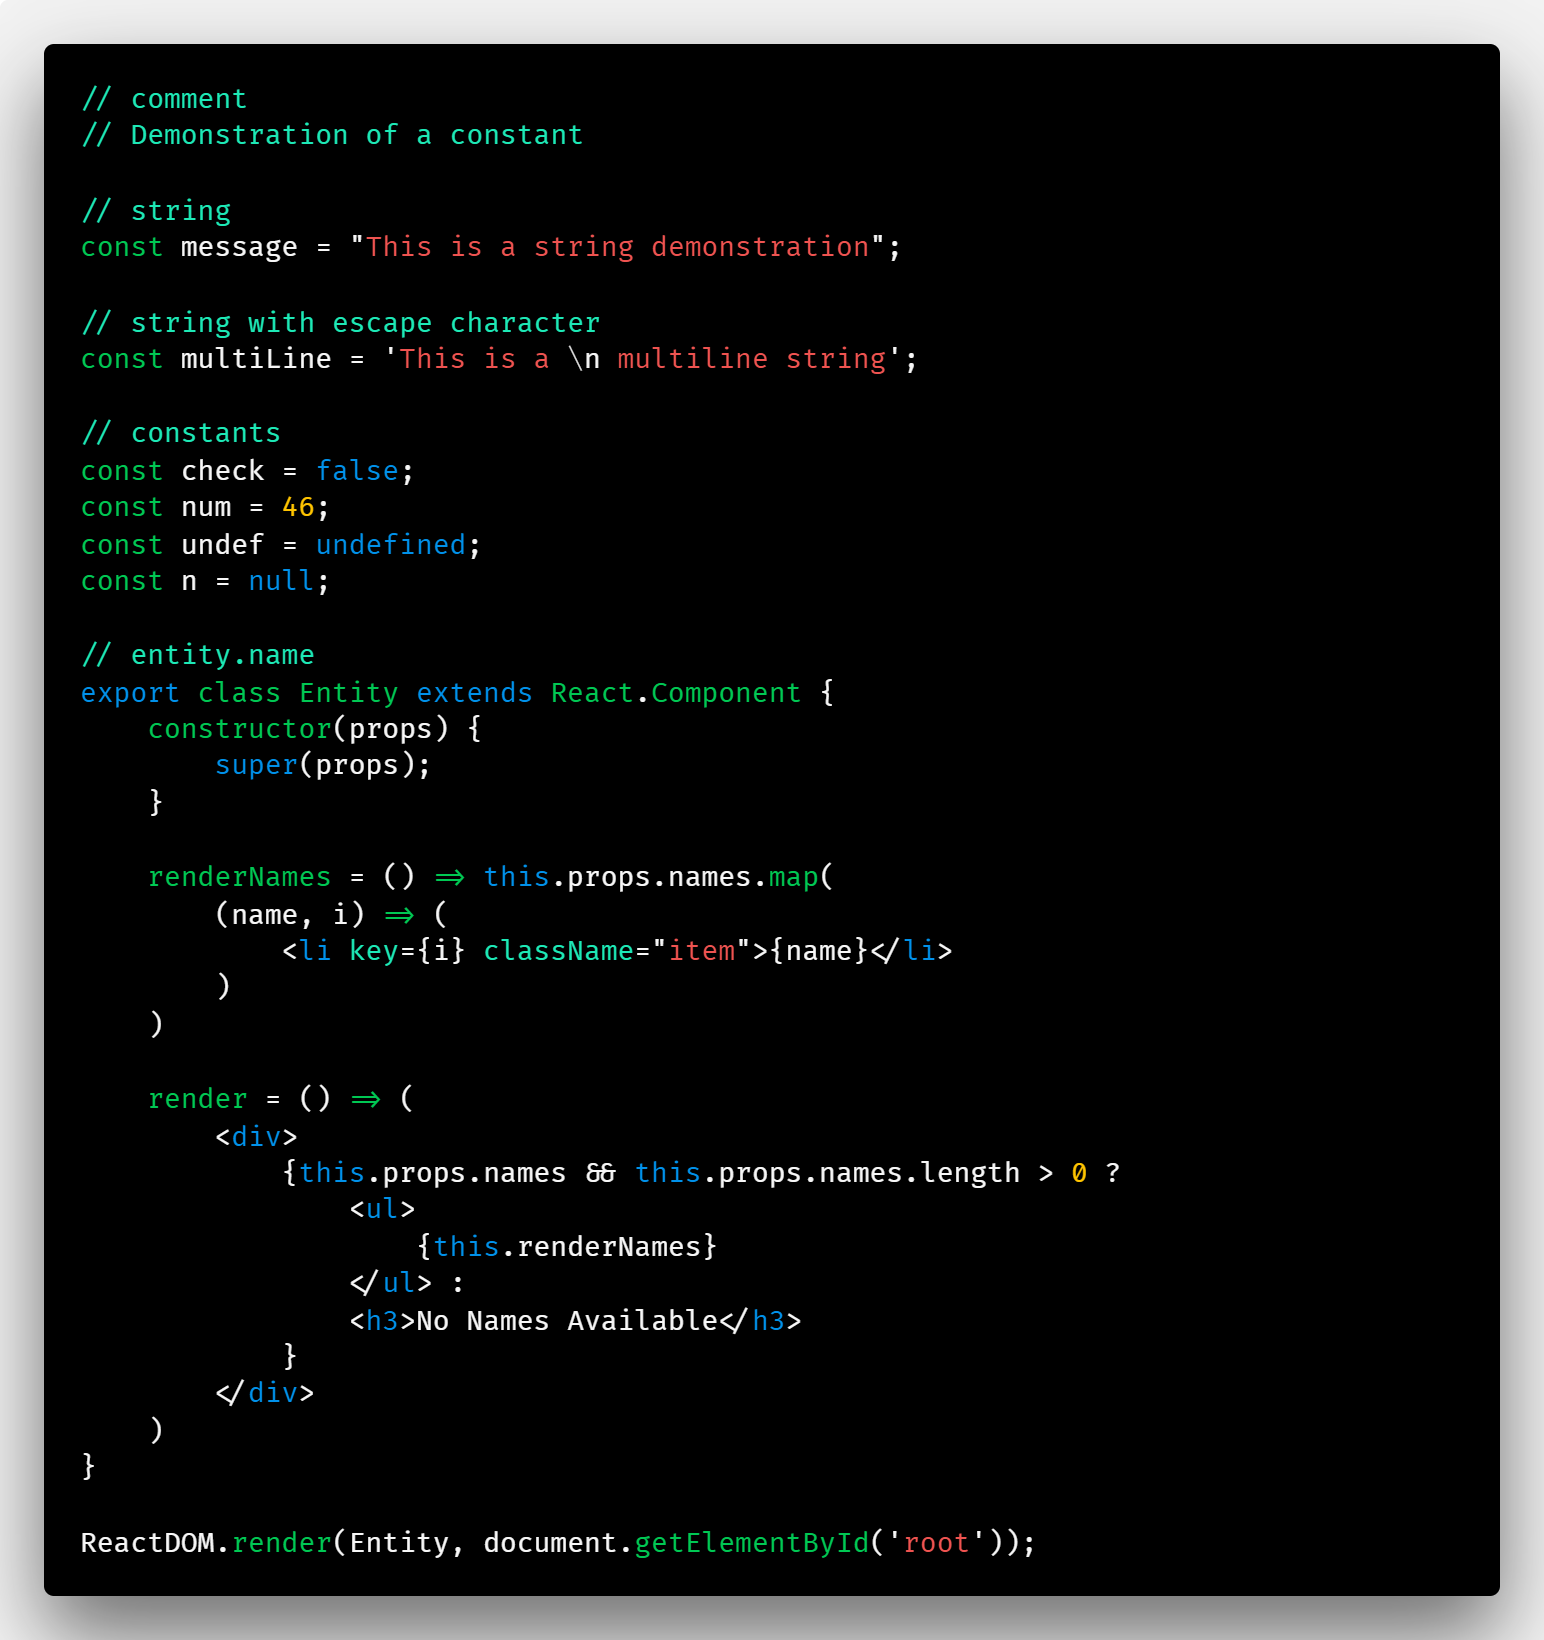 // comment
// Demonstration of a constant

// string
const message = "This is a string demonstration";

// string with escape character
const multiLine = 'This is a \n multiline string';

// constants
const check = false;
const num = 46;
const undef = undefined;
const n = null;

// entity.name
export class Entity extends React.Component {
    constructor(props) {
        super(props);
    }

    renderNames = () => this.props.names.map(
        (name, i) => (
            <li key={i} className="item">{name}</li>
        )
    )

    render = () => (
        <div>
            {this.props.names && this.props.names.length > 0 ?
                <ul>
                    {this.renderNames}
                </ul> :
                <h3>No Names Available</h3>
            }
        </div>
    )
}

ReactDOM.render(Entity, document.getElementById('root'));